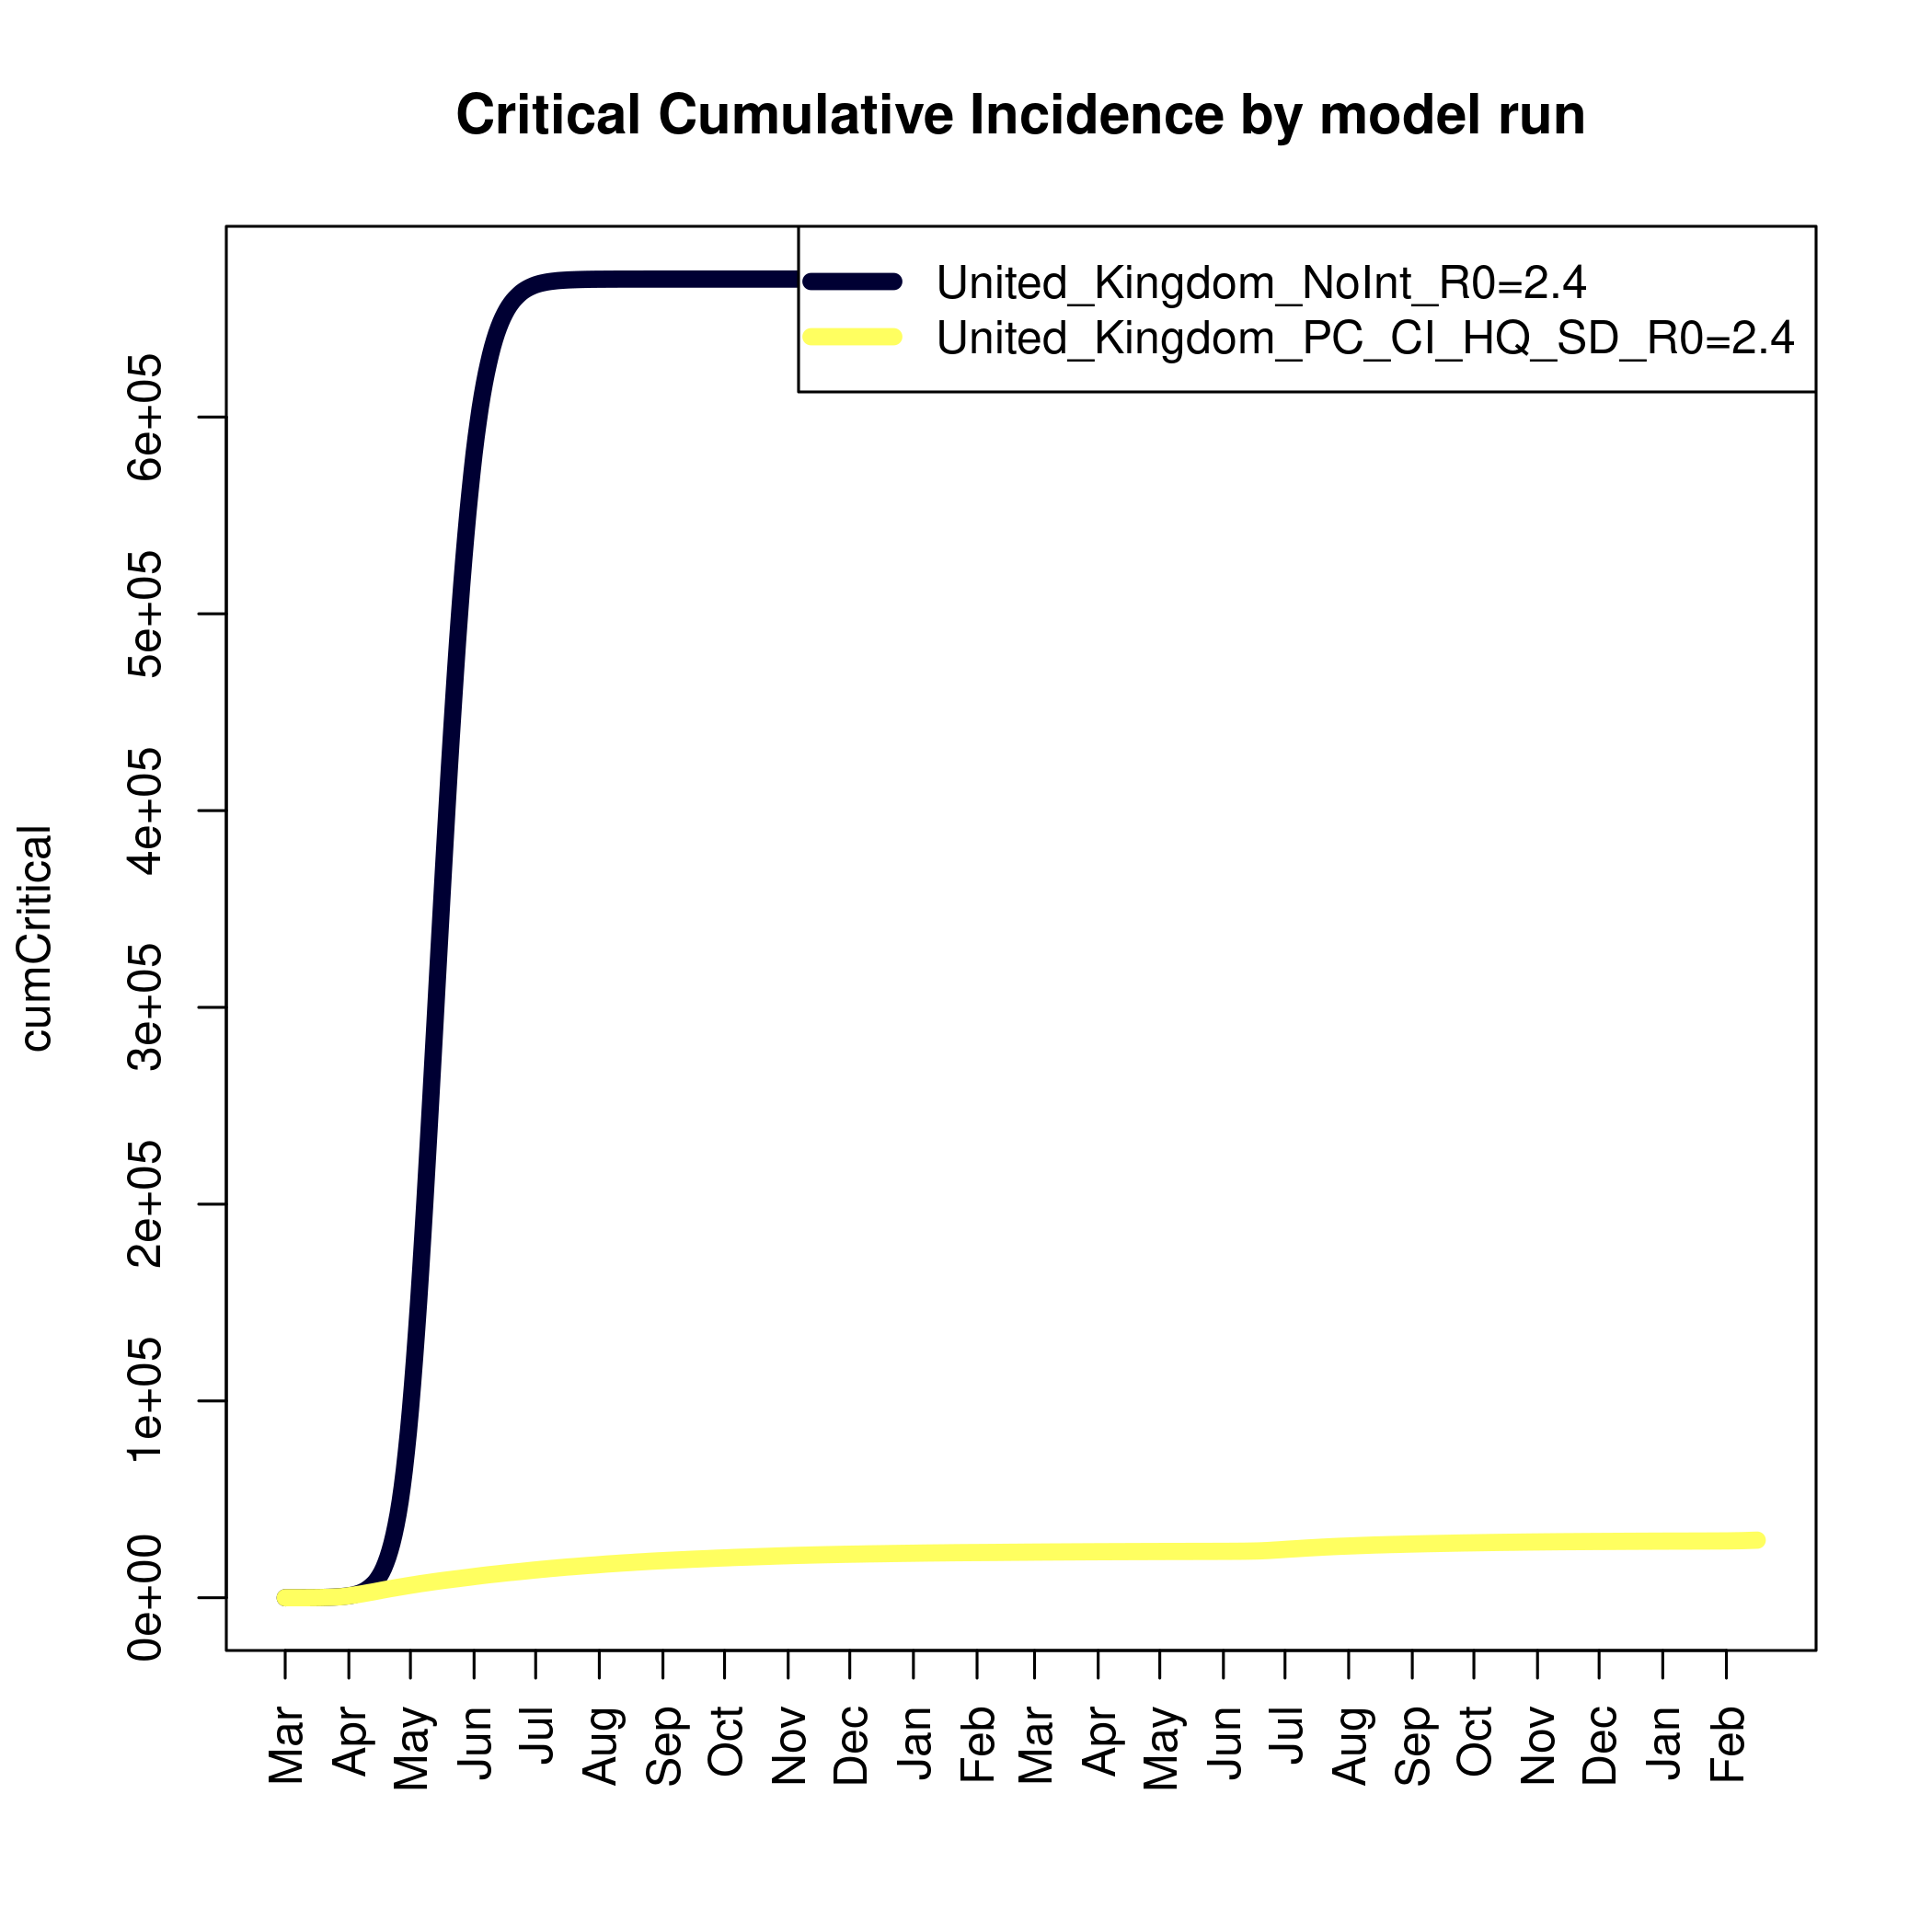 Critical Cumulative Incidence by model run
United_Kingdom_NoInt_R0=2.4
United_Kingdom_PC_CI_HQ_SD_R0=2.4
cumCritical
6e+05
5e+05
4e+05
3e+05
2e+05
1e+05
0e+00
Mar Apr May Jun Jul Aug Sep Oct Nov Dec Jan Feb Mar Apr May Jun Jul Aug Sep Oct Nov Dec Jan Feb